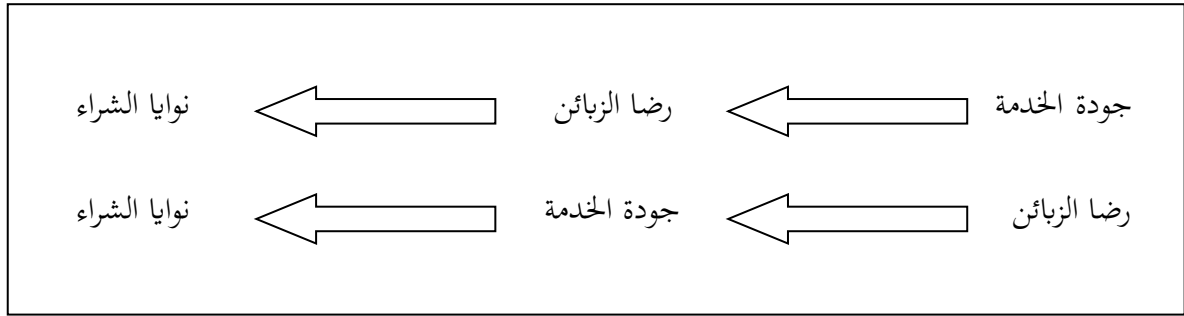 جودة الخدمة رضا الزبائن نوايا الشراء
رضا الزبائن جودة الخدمة نوايا الشراء